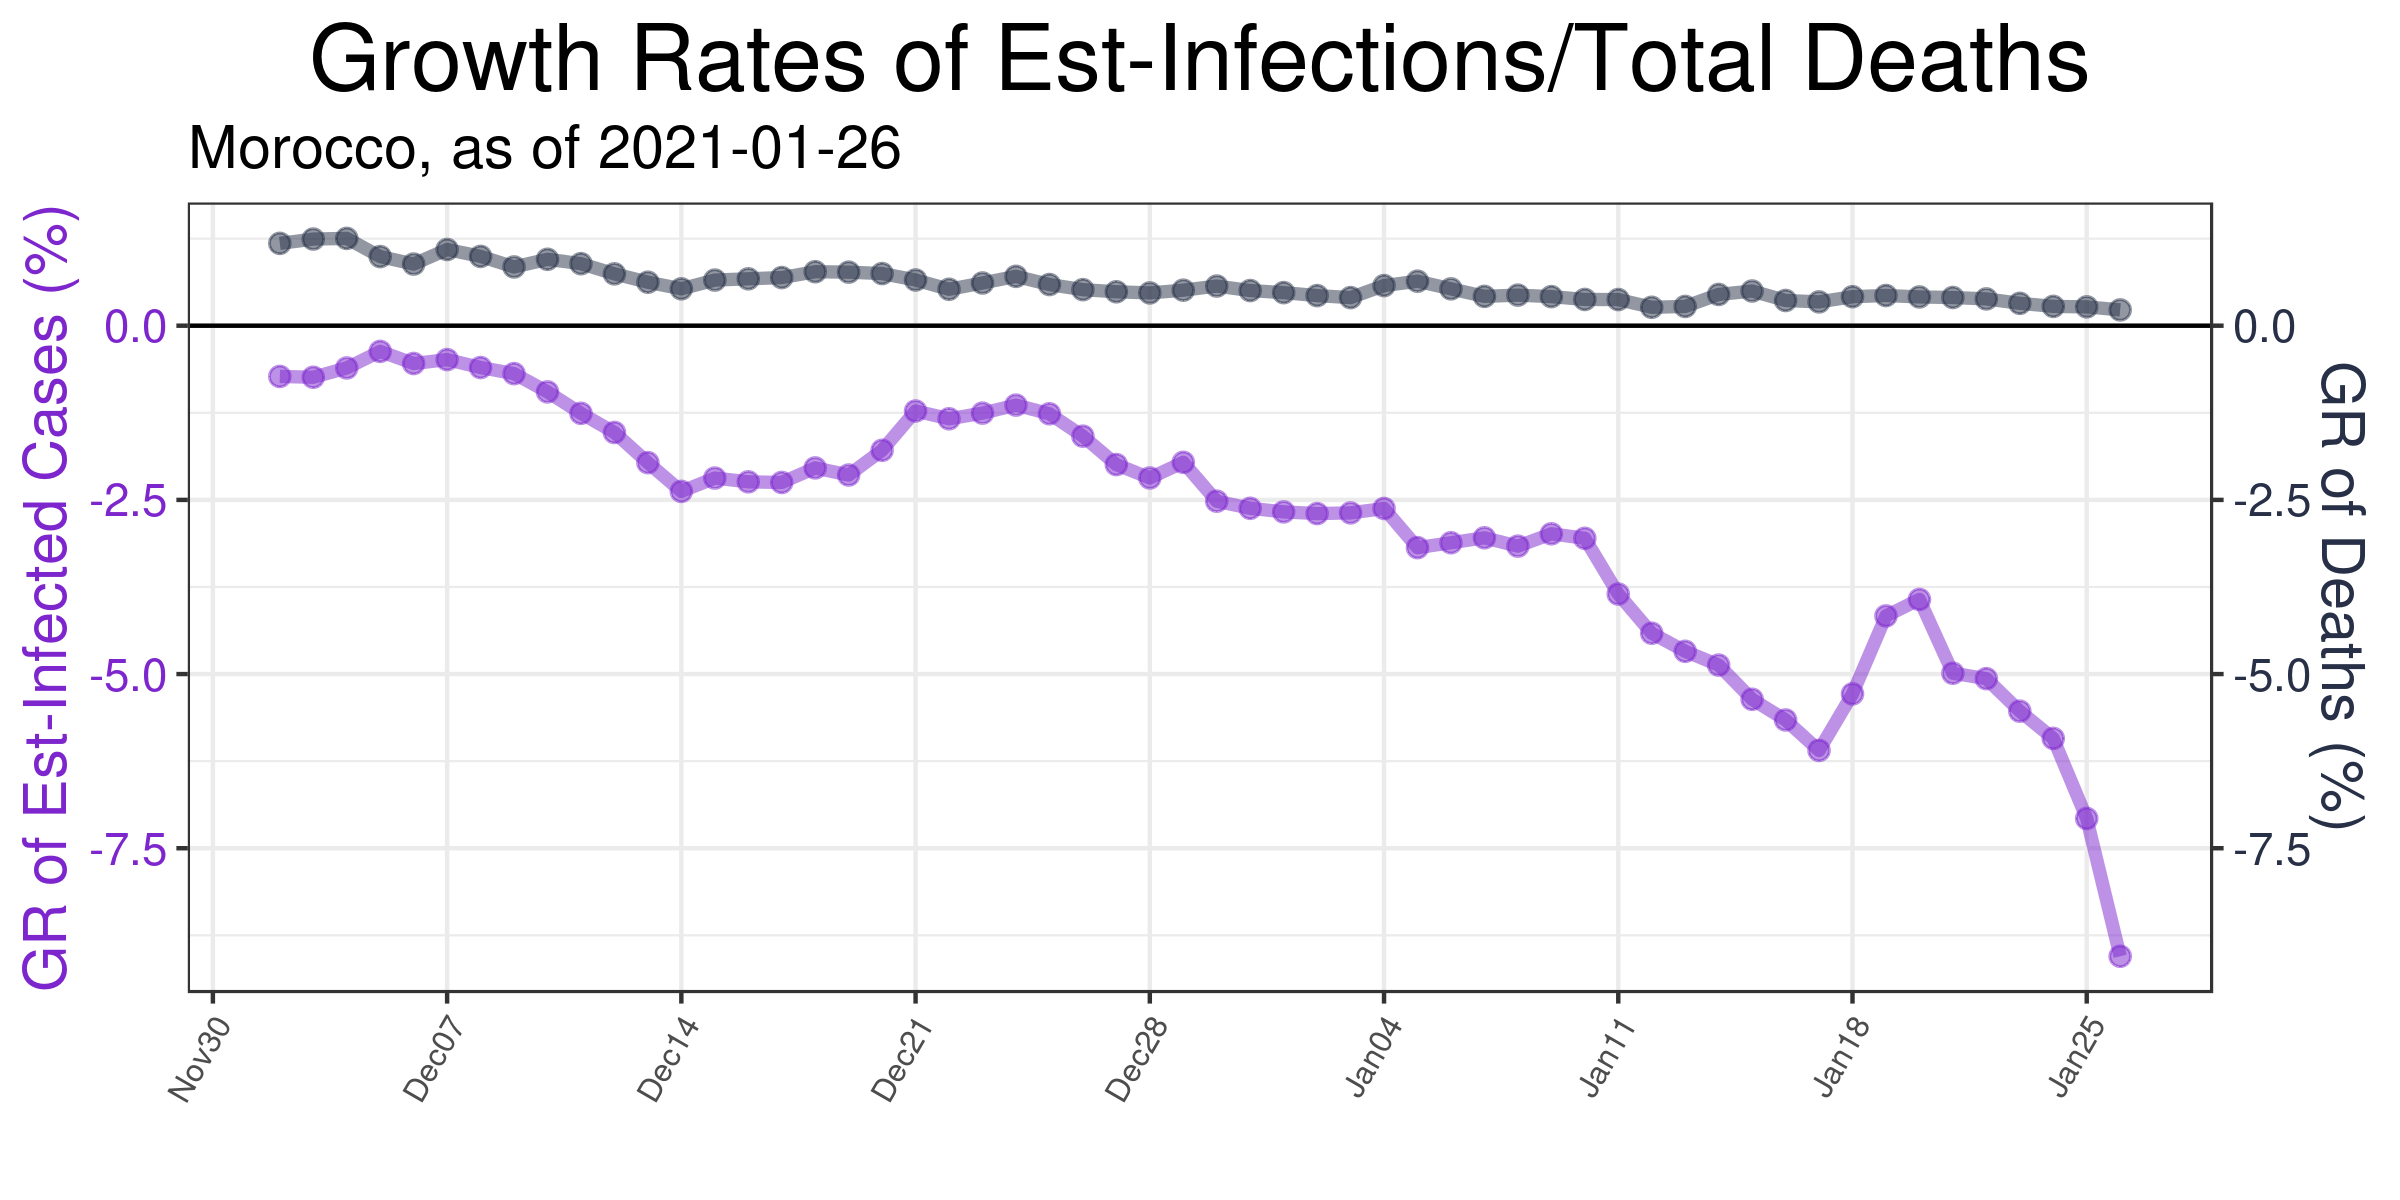 Growth Rates of Est-Infections/Total Deaths
Morocco, as of 2021-01-26
GR of Est-Infected Cases (%)
0.0
-2.5
-5.0
-7.5
0.0
-2.5
-5.0
-7.5
GR of Deaths (%)
Nov30
Dec07
Dec14
Dec21
Dec28
Jan04
Jan11
Jan18
Jan25